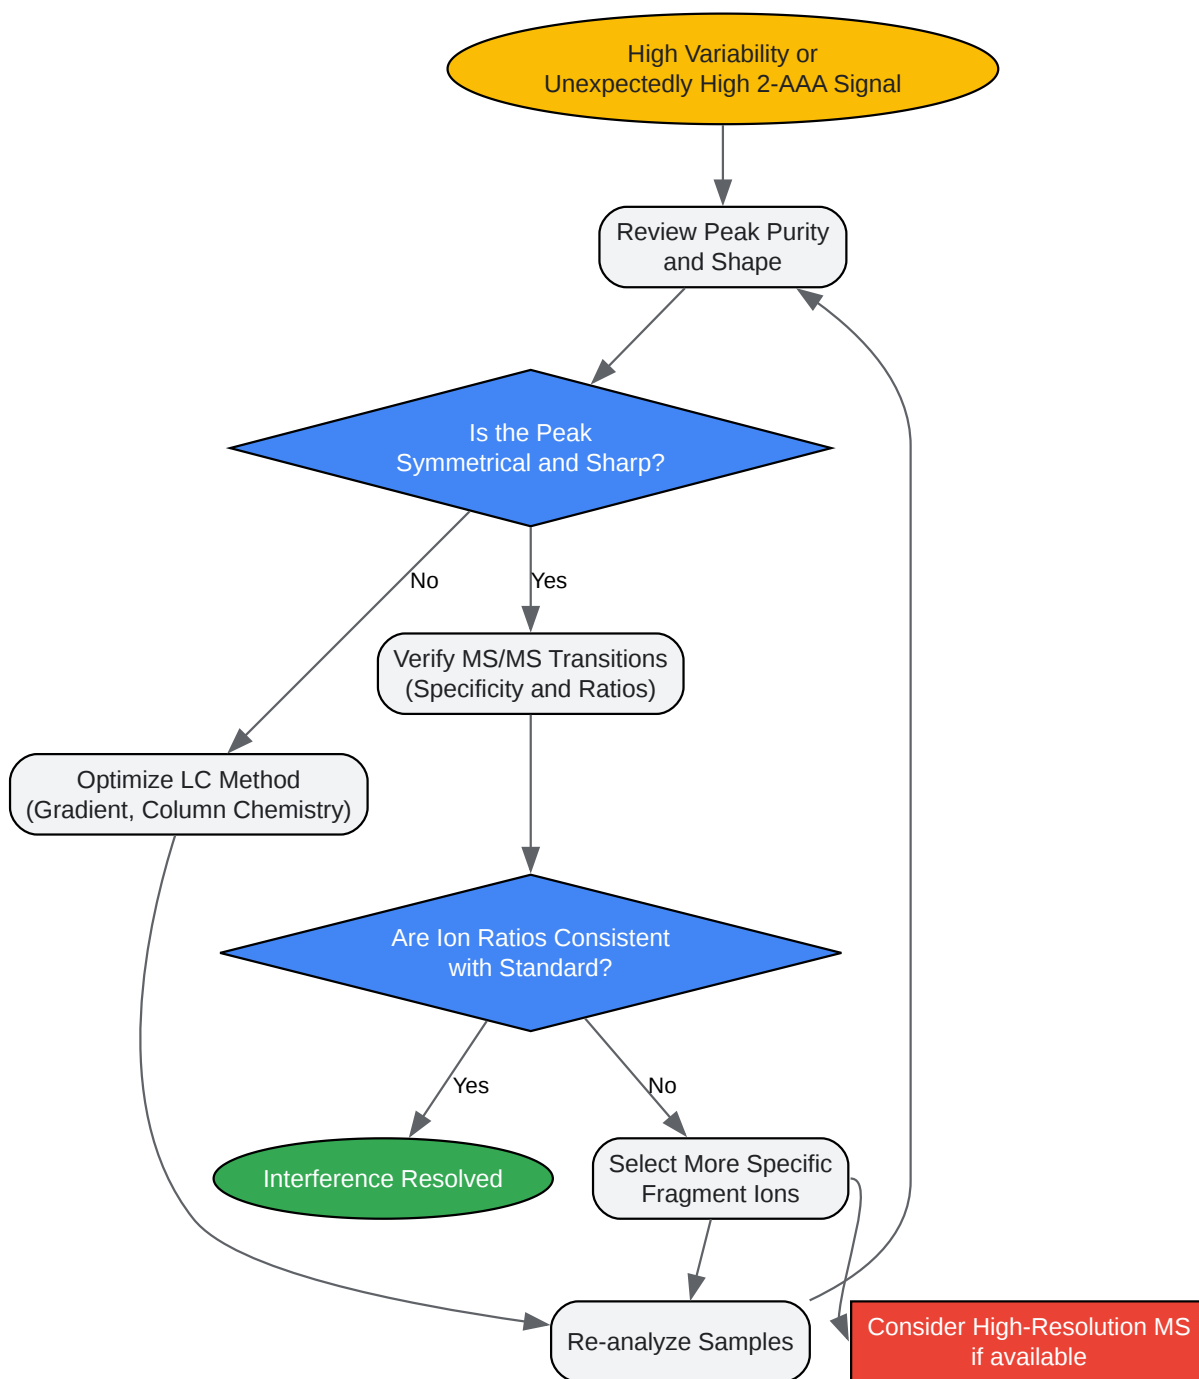 High Variability or
Unexpectedly High 2-AAA Signal
Review Peak Purity
and Shape
Is the Peak
Symmetrical and Sharp?
No
Yes
Verify MS/MS Transitions
(Specificity and Ratios)
Optimize LC Method
(Gradient, Column Chemistry)
Are Ion Ratios Consistent
with Standard?
Yes
No
Interference Resolved
Select More Specific
Fragment Ions
Re-analyze Samples
Consider High-Resolution MS
if available